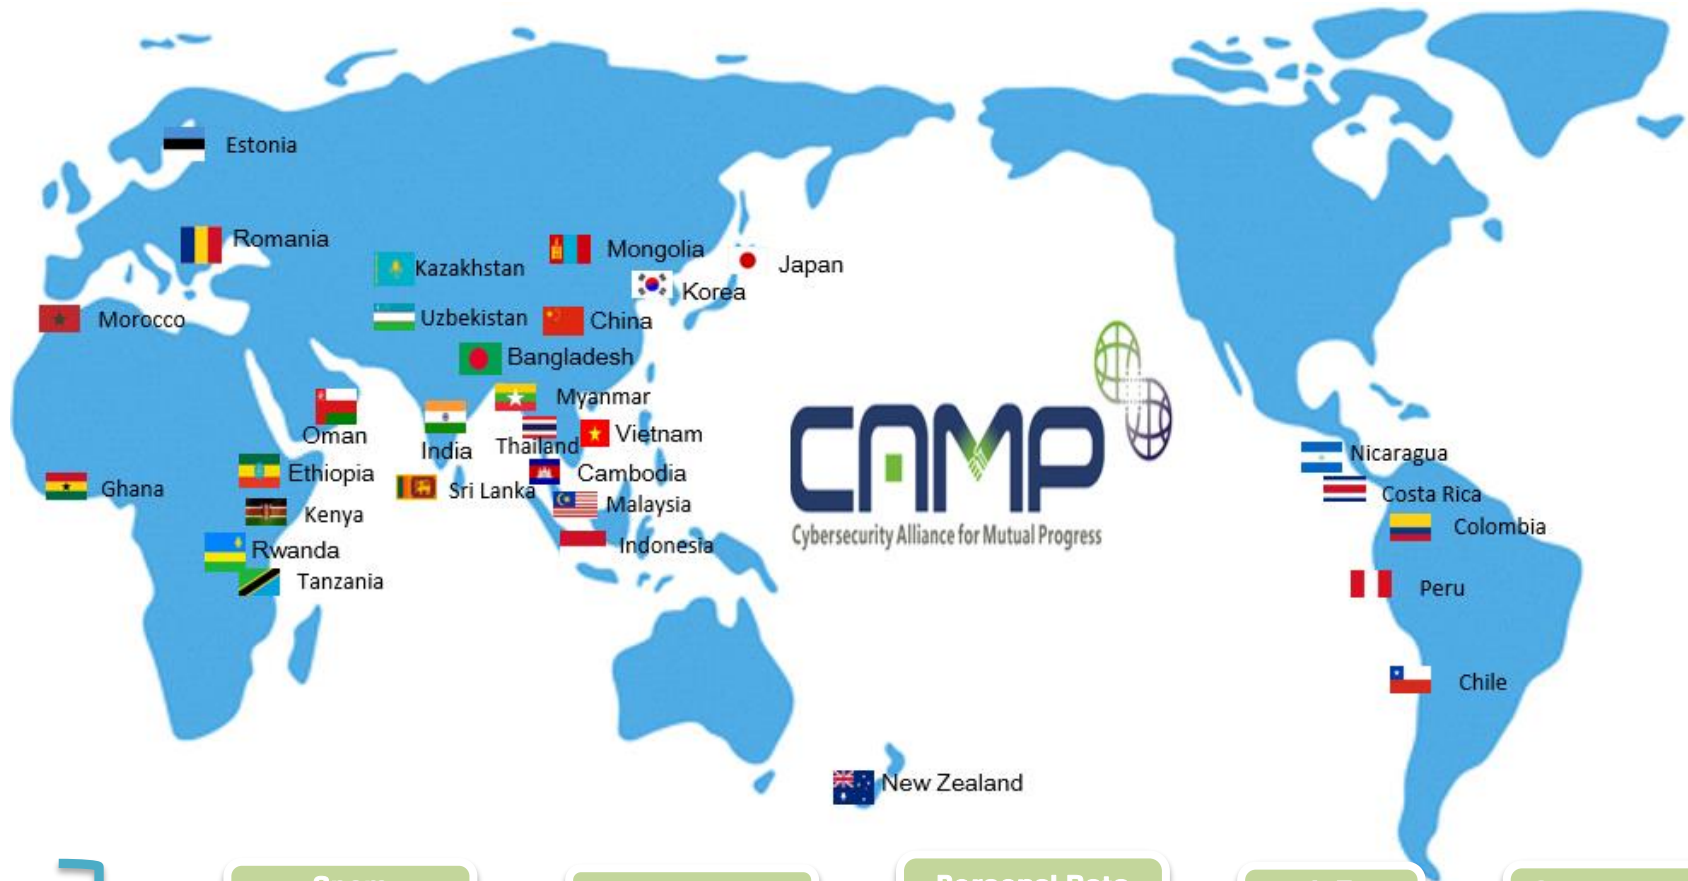 Estonia
Romania
Mongolia
Kazakhstan
Japan
Korea
Morocco
Uzbekistan
China
Bangladesh
Myanmar
Oman
India
Thailand
Vietnam
Nicaragua
Ethiopia
Cambodia
Ghana
Sri Lanka
Costa Rica
Kenya
Malaysia
Colombia
CAMP
Cybersecurity Alliance for Mutual Progress
Rwanda
Indonesia
Tanzania
Peru
Chile
New Zealand